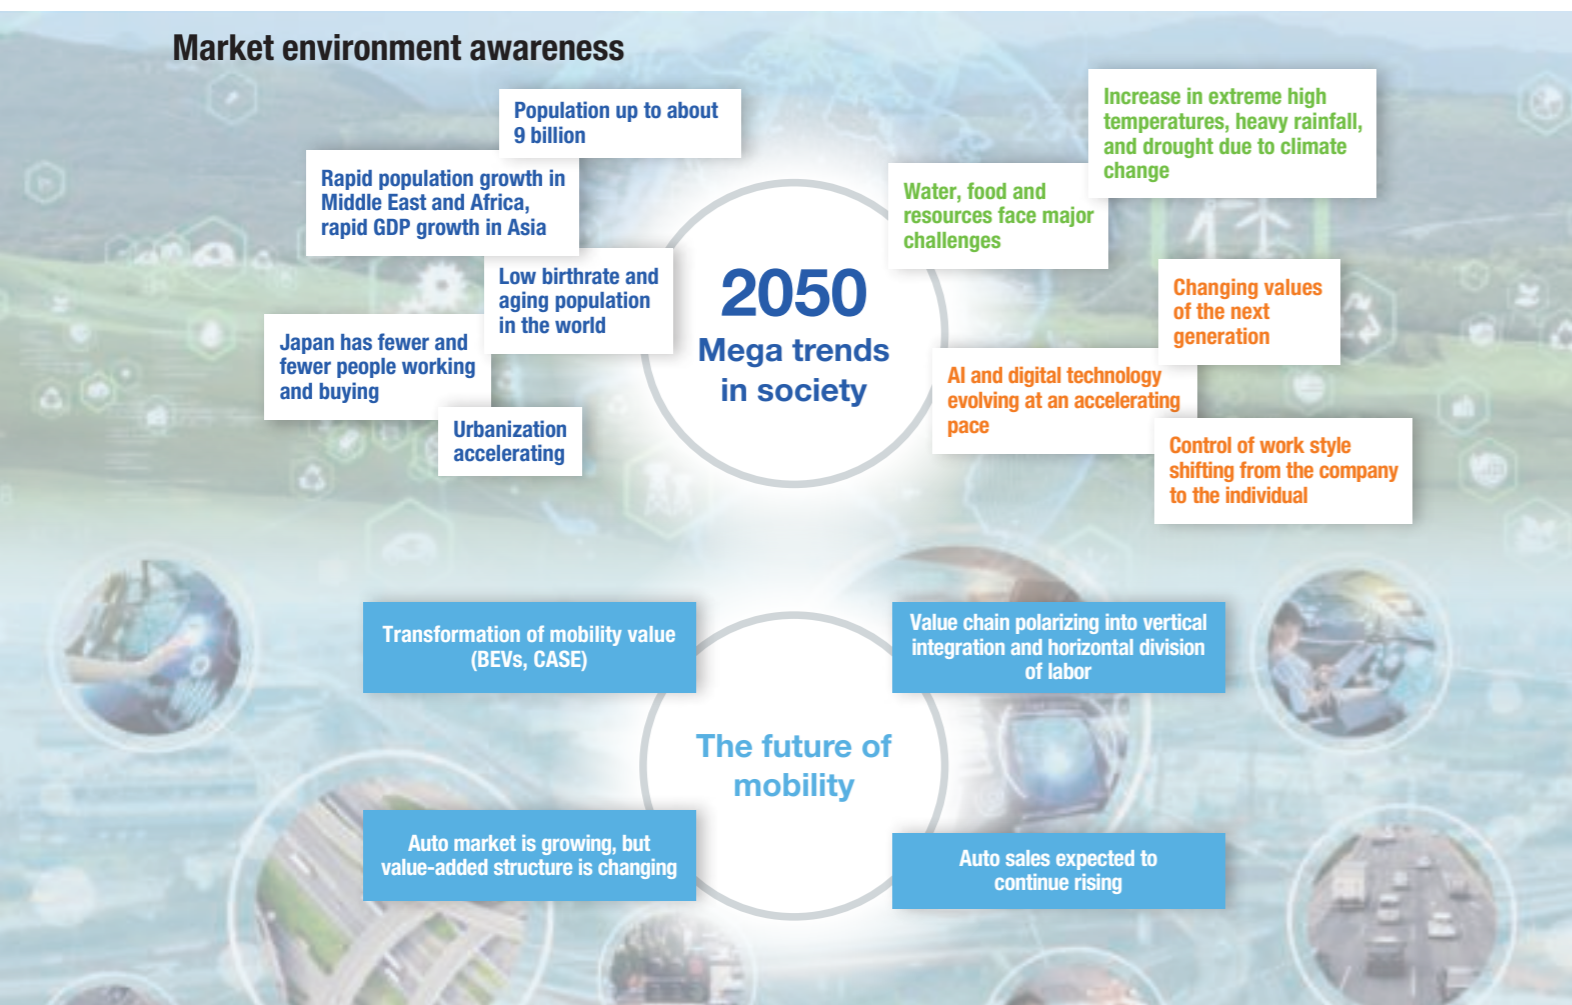 Market environment awareness
Population up to about
9 billion
Rapid population growth in
Middle East and Africa,
rapid GDP growth in Asia
Low birthrate and
aging population
in the world
Japan has fewer and
fewer people working
and buying
Urbanization
accelerating
2050
Mega trends
in society
Increase in extreme high
temperatures, heavy rainfall,
and drought due to climate
change
Water, food and
resources face major
challenges
Changing values
of the next
generation
AI and digital technology
evolving at an accelerating
pace
Control of work style
shifting from the company
to the individual
Transformation of mobility value
(BEVs, CASE)
Value chain polarizing into vertical
integration and horizontal division
of labor
The future of
mobility
Auto market is growing, but
value-added structure is changing
Auto sales expected to
continue rising